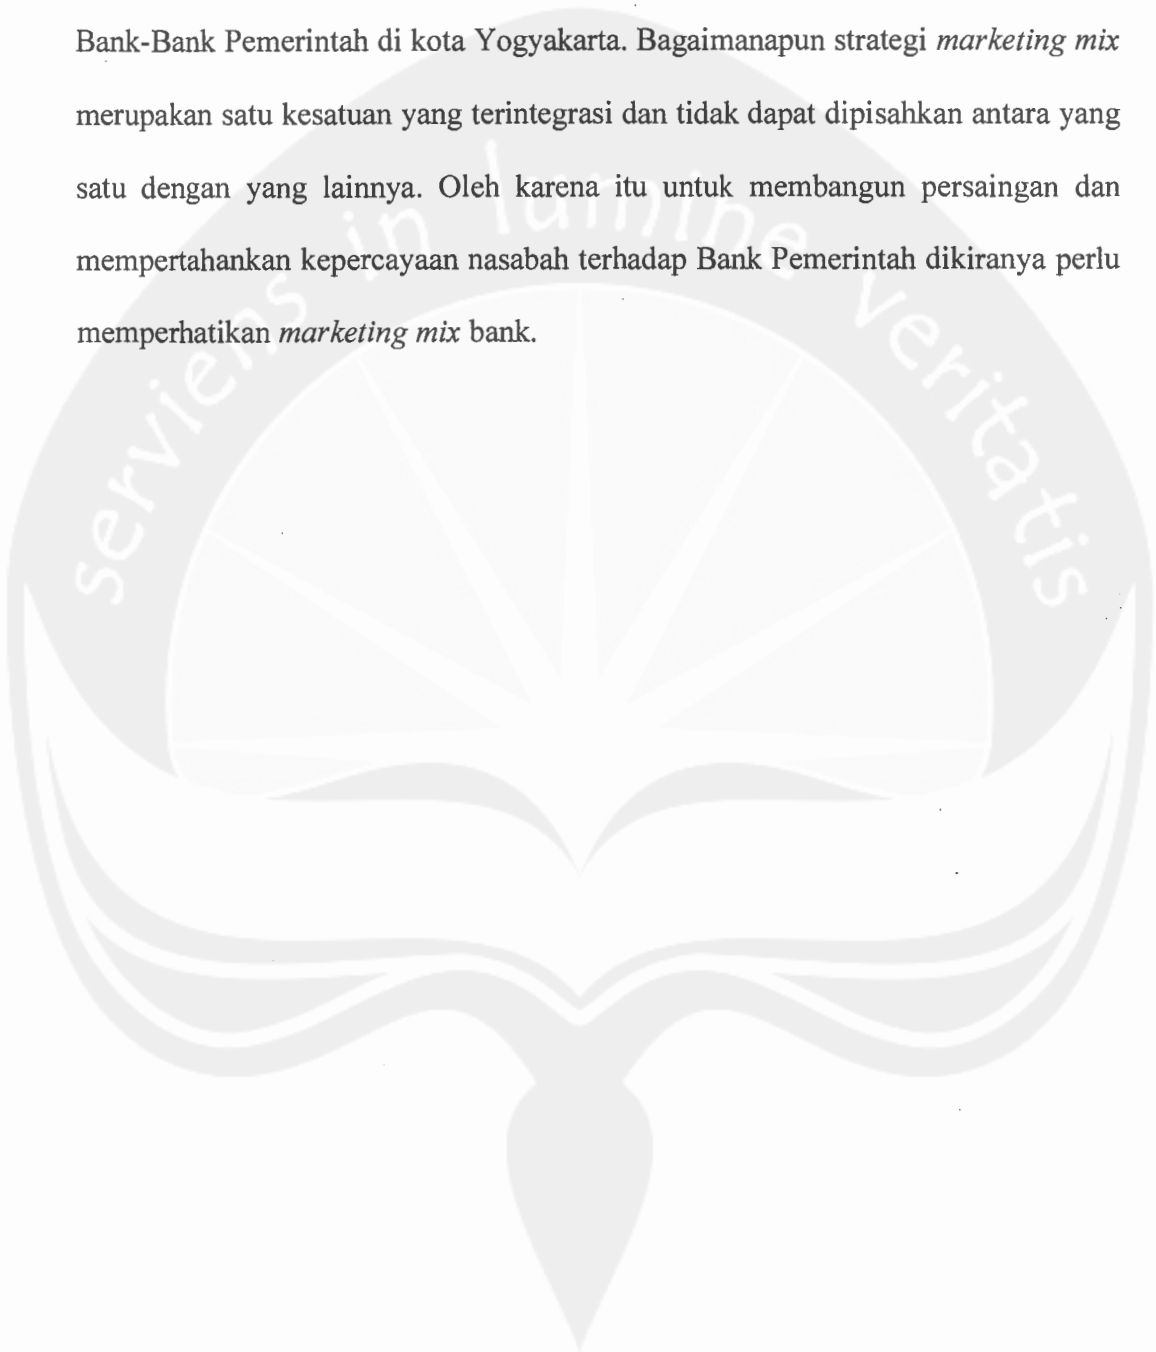 Bank-Bank Pemerintah di kota Yogyakarta. Bagaimanapun strategi marketing mix
merupakan satu kesatuan yang terintegrasi dan tidak dapat dipisahkan antara yang
satu dengan yang lainnya. Oleh karena itu untuk membangun persaingan dan
mempertahankan kepercayaan nasabah terhadap Bank Pemerintah dikiranya perlu
memperhatikan marketing mix bank.
serviens in lumine veritatis